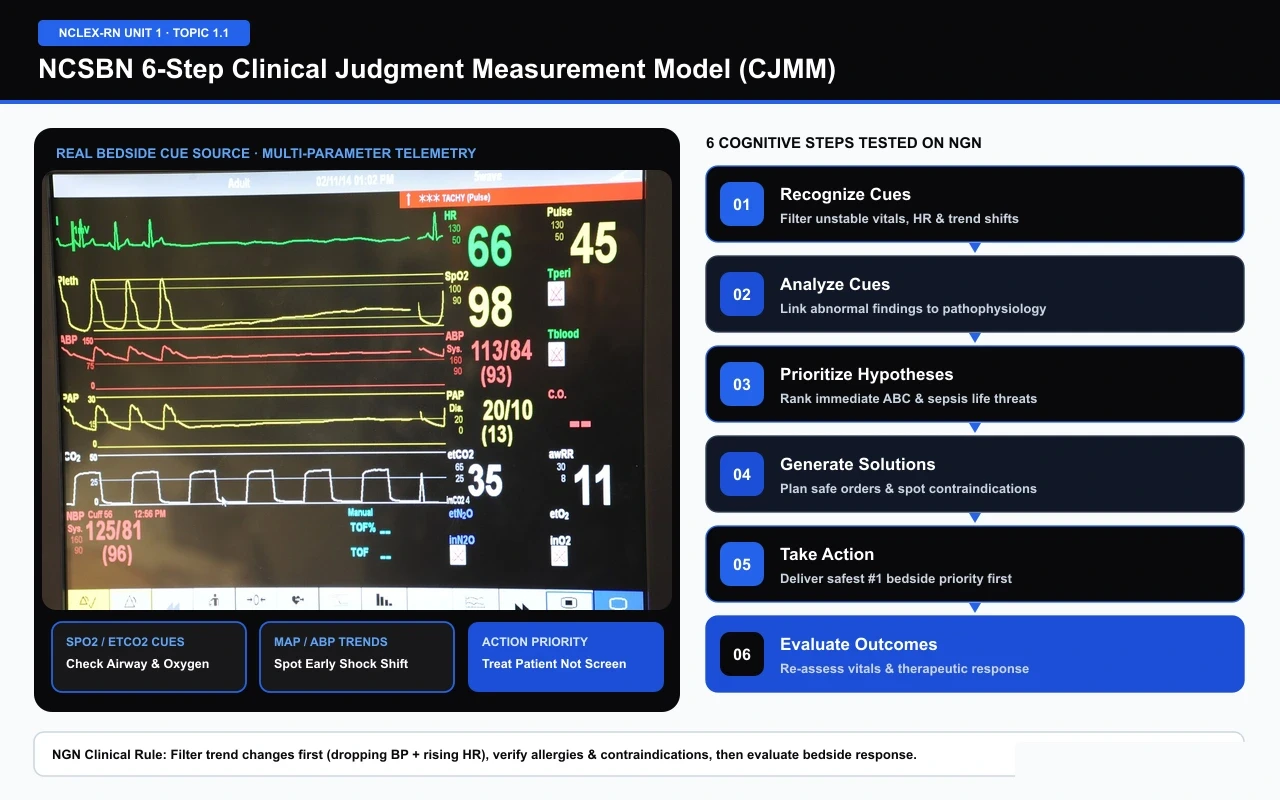 NCLEX-RN UNIT 1 · TOPIC 1.1
NCSBN 6-Step Clinical Judgment Measurement Model (CJMM)
REAL BEDSIDE CUE SOURCE · MULTI-PARAMETER TELEMETRY
Adult 02/11/14 01:02 PM
*** TACHY (Pulse)
HR 130 50 66
Pulse 130 50 45
1mV
Pleth
SpO2 100 90 98
Tperi
ABP 150 75 0
ABP Sys. 160 90 113/84 (93)
Tblood
PAP 30 15 0
PAP Dia. 20 0 20/10 (13)
C.O. --
CO2 50 25 0
etCO2 65 25 35
inCO2 4
awRR 30 8 11
NBP Cuff 66 12:56 PM
Sys. 160 90 125/81 (96)
Manual
TOF% --
TOF --
etN2O
inN2O
etO2
inO2
SPO2 / ETCO2 CUES
Check Airway & Oxygen
MAP / ABP TRENDS
Spot Early Shock Shift
ACTION PRIORITY
Treat Patient Not Screen
6 COGNITIVE STEPS TESTED ON NGN
01
Recognize Cues
Filter unstable vitals, HR & trend shifts
02
Analyze Cues
Link abnormal findings to pathophysiology
03
Prioritize Hypotheses
Rank immediate ABC & sepsis life threats
04
Generate Solutions
Plan safe orders & spot contraindications
05
Take Action
Deliver safest #1 bedside priority first
06
Evaluate Outcomes
Re-assess vitals & therapeutic response
NGN Clinical Rule: Filter trend changes first (dropping BP + rising HR), verify allergies & contraindications, then evaluate bedside response.